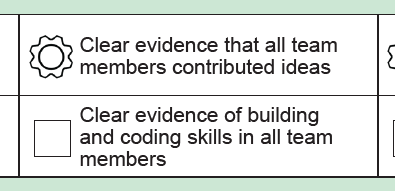 Clear evidence that all team
members contributed ideas
Clear evidence of building
and coding skills in all team
members